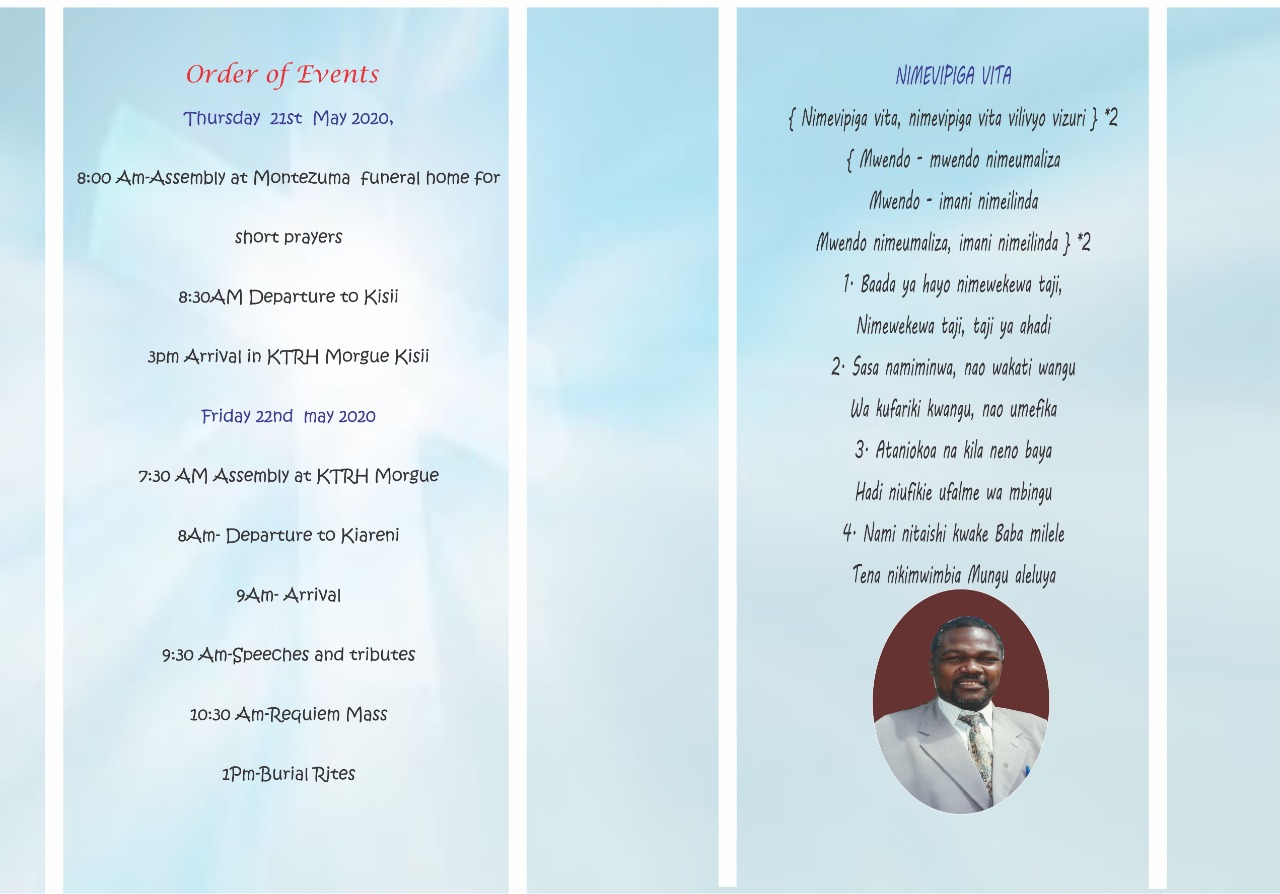 Order of Events
Thursday 21st May 2020,
8:00 Am-Assembly at Montezuma funeral home for
short prayers
8:30AM Departure to Kisii
3pm Arrival in KTRH Morgue Kisii
Friday 22nd may 2020
7:30 AM Assembly at KTRH Morgue
8Am- Departure to Kiareni
9Am- Arrival
9:30 Am-Speeches and tributes
10:30 Am-Requiem Mass
1Pm-Burial Rites
NIMEVIPIGA VITA
{ Nimevipiga vita, nimevipiga vita vilivyo vizuri } *2
{ Mwendo - mwendo nimeumaliza
Mwendo - imani nimeilinda
Mwendo nimeumaliza, imani nimeilinda } *2
1. Baada ya hayo nimewekewa taji,
Nimewekewa taji, taji ya ahadi
2. Sasa namiminwa, nao wakati wangu
Wa kufariki kwangu, nao umefika
3. Ataniokoa na kila neno baya
Hadi niufikie ufalme wa mbingu
4. Nami nitaishi kwake Baba milele
Tena nikimwimbia Mungu aleluya